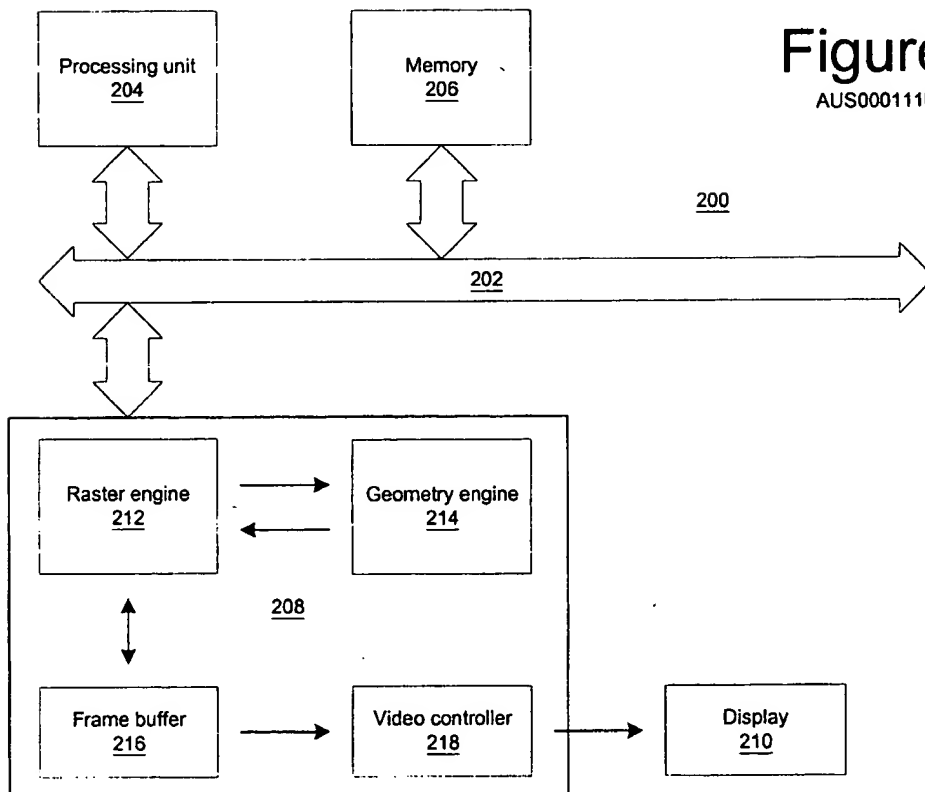 Processing unit
204
Memory
206
Figure
200
202
Raster engine
212
Geometry engine
214
208
Frame buffer
216
Video controller
218
Display
210